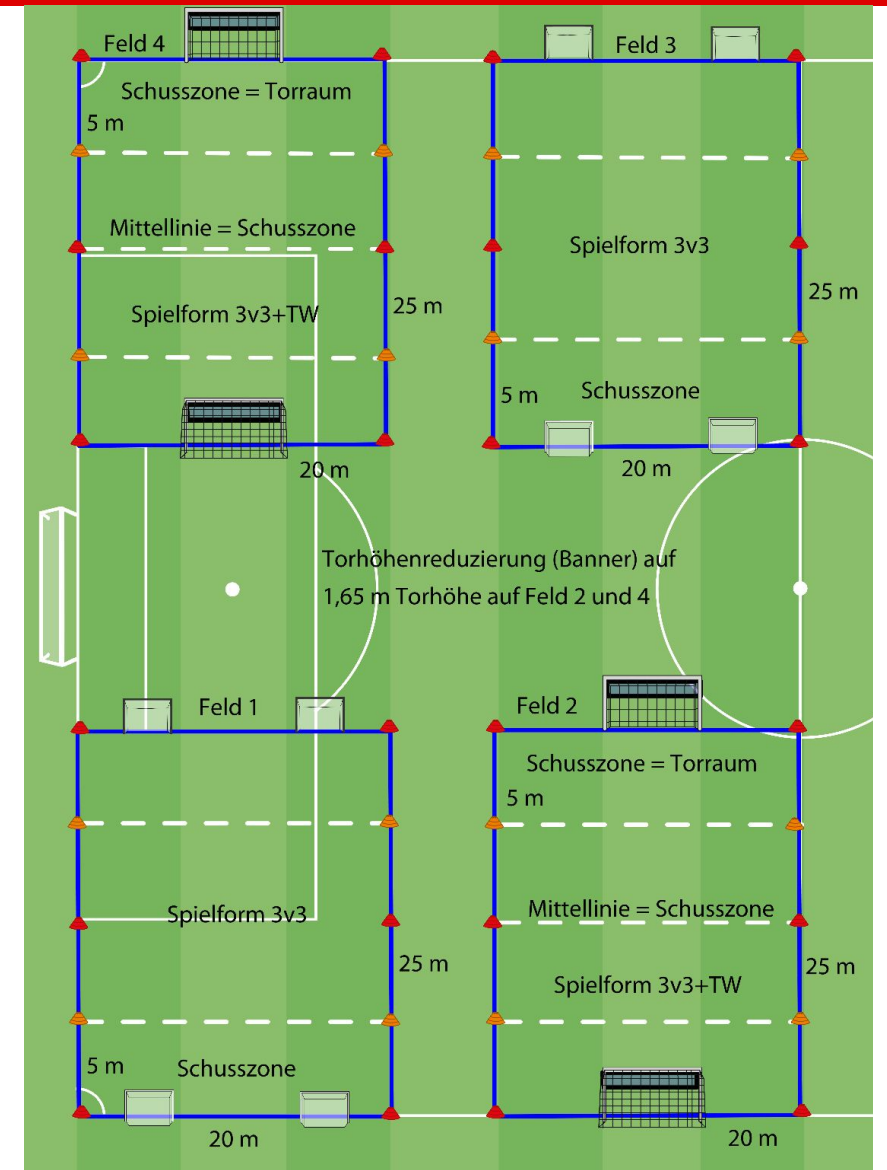 Feld 4
Schusszone = Torraum
5 m
Mittellinie = Schusszone
Spielform 3v3+TW
25 m
20 m
Feld 3
Spielform 3v3
25 m
Schusszone
5 m
20 m
Torhöhenreduzierung (Banner) auf
1,65 m Torhöhe auf Feld 2 und 4
Feld 1
Spielform 3v3
25 m
5 m
Schusszone
20 m
Feld 2
Schusszone = Torraum
5 m
Mittellinie = Schusszone
Spielform 3v3+TW
25 m
20 m